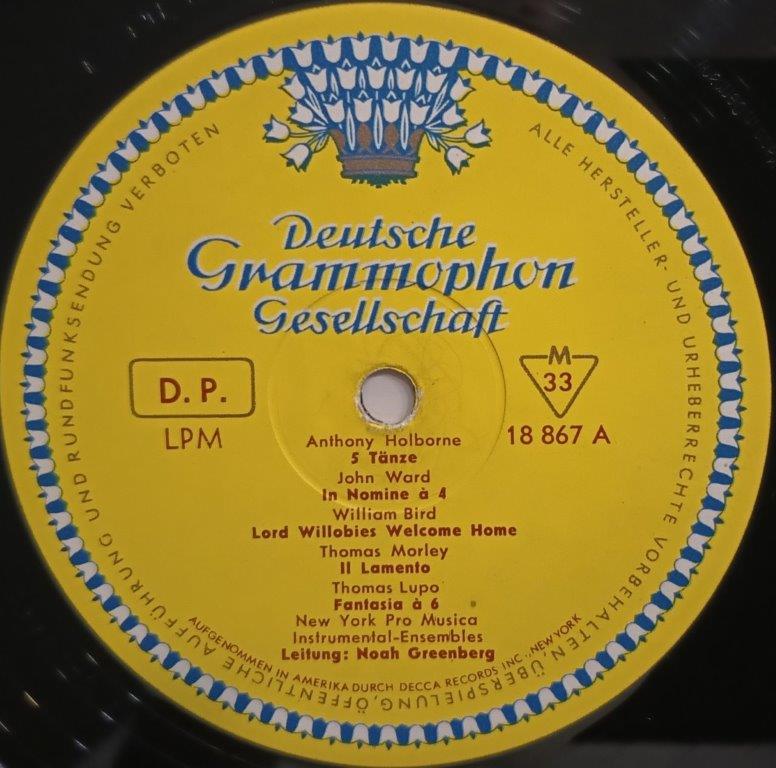 Deutsche
Grammophon
Gesellschaft
D. P.
LPM
M
33
18 867 A
Anthony Holborne
5 Tänze
John Ward
In Nomine à 4
William Bird
Lord Willobies Welcome Home
Thomas Morley
Il Lamento
Thomas Lupo
Fantasia à 6
New York Pro Musica
Instrumental-Ensembles
Leitung: Noah Greenberg
AUFGENOMMEN IN AMERIKA DURCH DECCA RECORDS INC., NEW YORK
ALLE HERSTELLER- UND URHEBERRECHTE VORBEHALTEN, ÜBERSPIELUNG, ÖFFENTLICHE AUFFÜHRUNG UND RUNDFUNKSENDUNG VERBOTEN